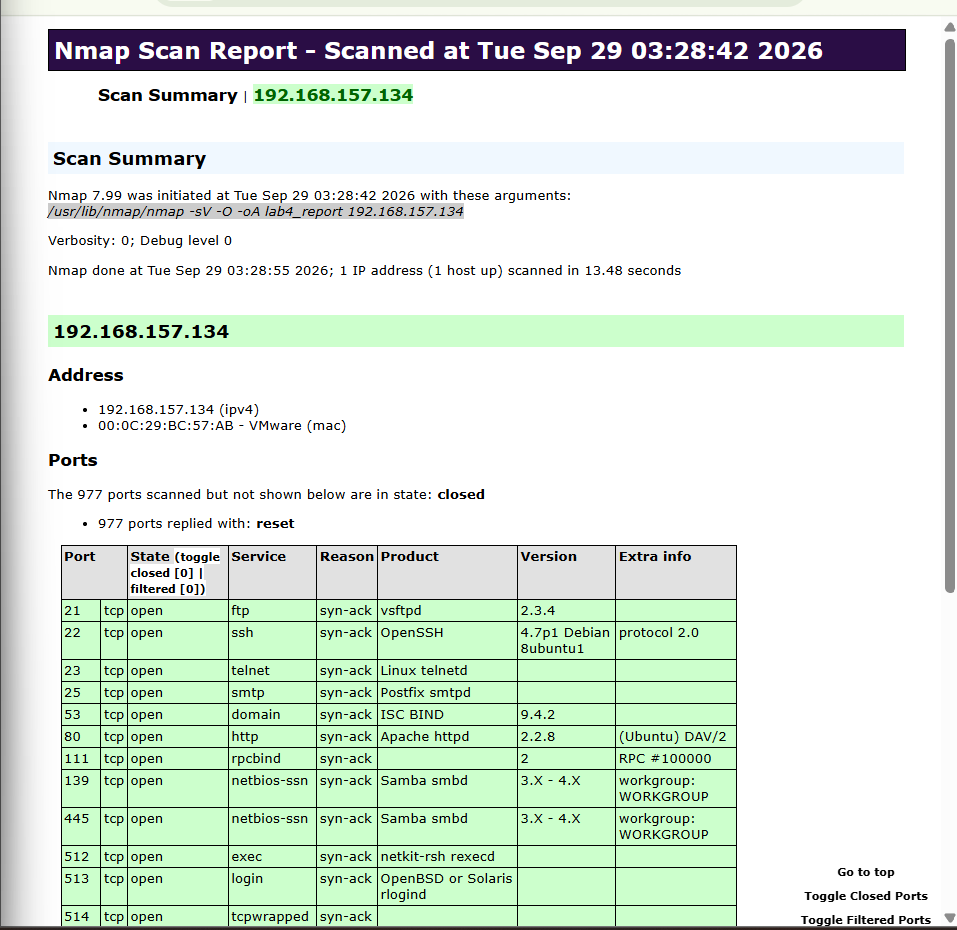 Nmap Scan Report - Scanned at Tue Sep 29 03:28:42 2026
Scan Summary | 192.168.157.134
Scan Summary
Nmap 7.99 was initiated at Tue Sep 29 03:28:42 2026 with these arguments:
/usr/lib/nmap/nmap -sV -O -oA lab4_report 192.168.157.134
Verbosity: 0; Debug level 0
Nmap done at Tue Sep 29 03:28:55 2026; 1 IP address (1 host up) scanned in 13.48 seconds
192.168.157.134
Address
• 192.168.157.134 (ipv4)
• 00:0C:29:BC:57:AB - VMware (mac)
Ports
The 977 ports scanned but not shown below are in state: closed
• 977 ports replied with: reset
Port State (toggle Service Reason Product Version Extra info
closed [0] |
filtered [0])
21 tcp open ftp syn-ack vsftpd 2.3.4
22 tcp open ssh syn-ack OpenSSH 4.7p1 Debian protocol 2.0
8ubuntu1
23 tcp open telnet syn-ack Linux telnetd
25 tcp open smtp syn-ack Postfix smtpd
53 tcp open domain syn-ack ISC BIND 9.4.2
80 tcp open http syn-ack Apache httpd 2.2.8 (Ubuntu) DAV/2
111 tcp open rpcbind syn-ack 2 RPC #100000
139 tcp open netbios-ssn syn-ack Samba smbd 3.X - 4.X workgroup:
WORKGROUP
445 tcp open netbios-ssn syn-ack Samba smbd 3.X - 4.X workgroup:
WORKGROUP
512 tcp open exec syn-ack netkit-rsh rexecd
513 tcp open login syn-ack OpenBSD or Solaris
rlogind
514 tcp open tcpwrapped syn-ack
Go to top
Toggle Closed Ports
Toggle Filtered Ports